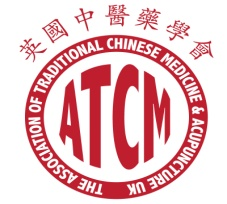 英國中醫藥學會
THE ASSOCIATION OF TRADITIONAL CHINESE MEDICINE & ACUPUNCTURE UK
ATCM